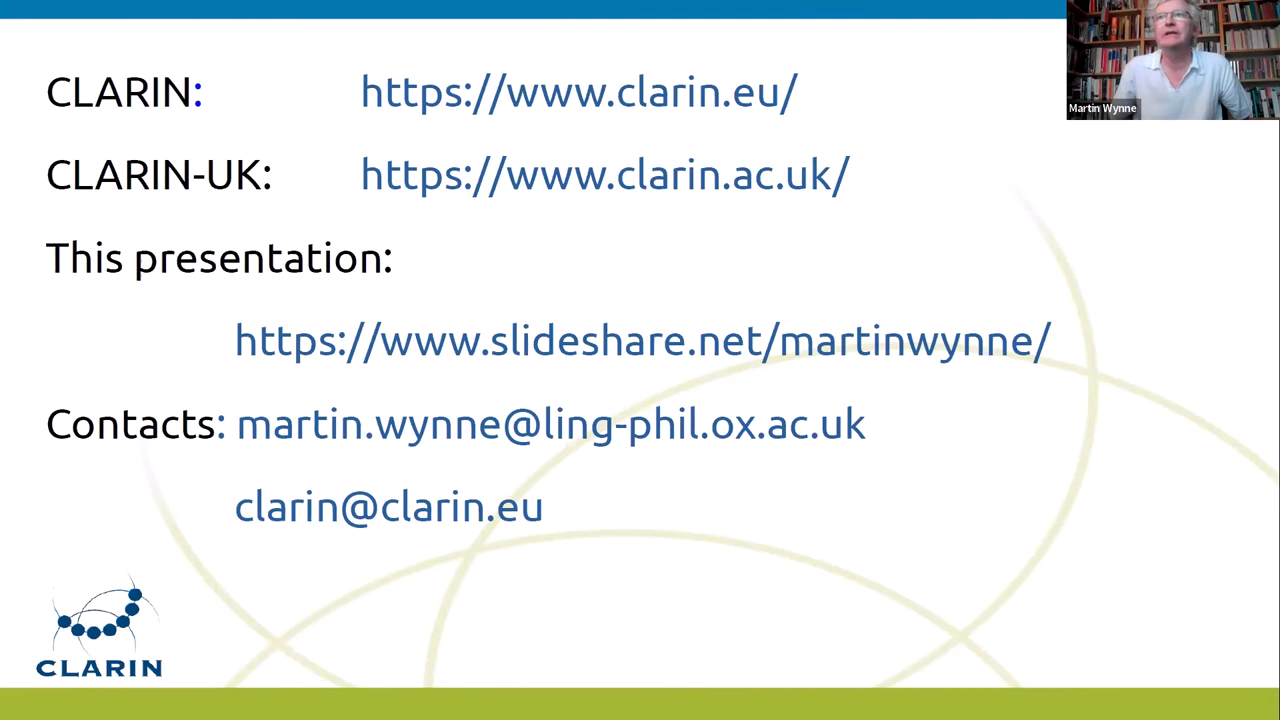 CLARIN: https://www.clarin.eu/
Martin Wynne
CLARIN-UK: https://www.clarin.ac.uk/
This presentation:
https://www.slideshare.net/martinwynne/
Contacts: martin.wynne@ling-phil.ox.ac.uk
clarin@clarin.eu
CLARIN